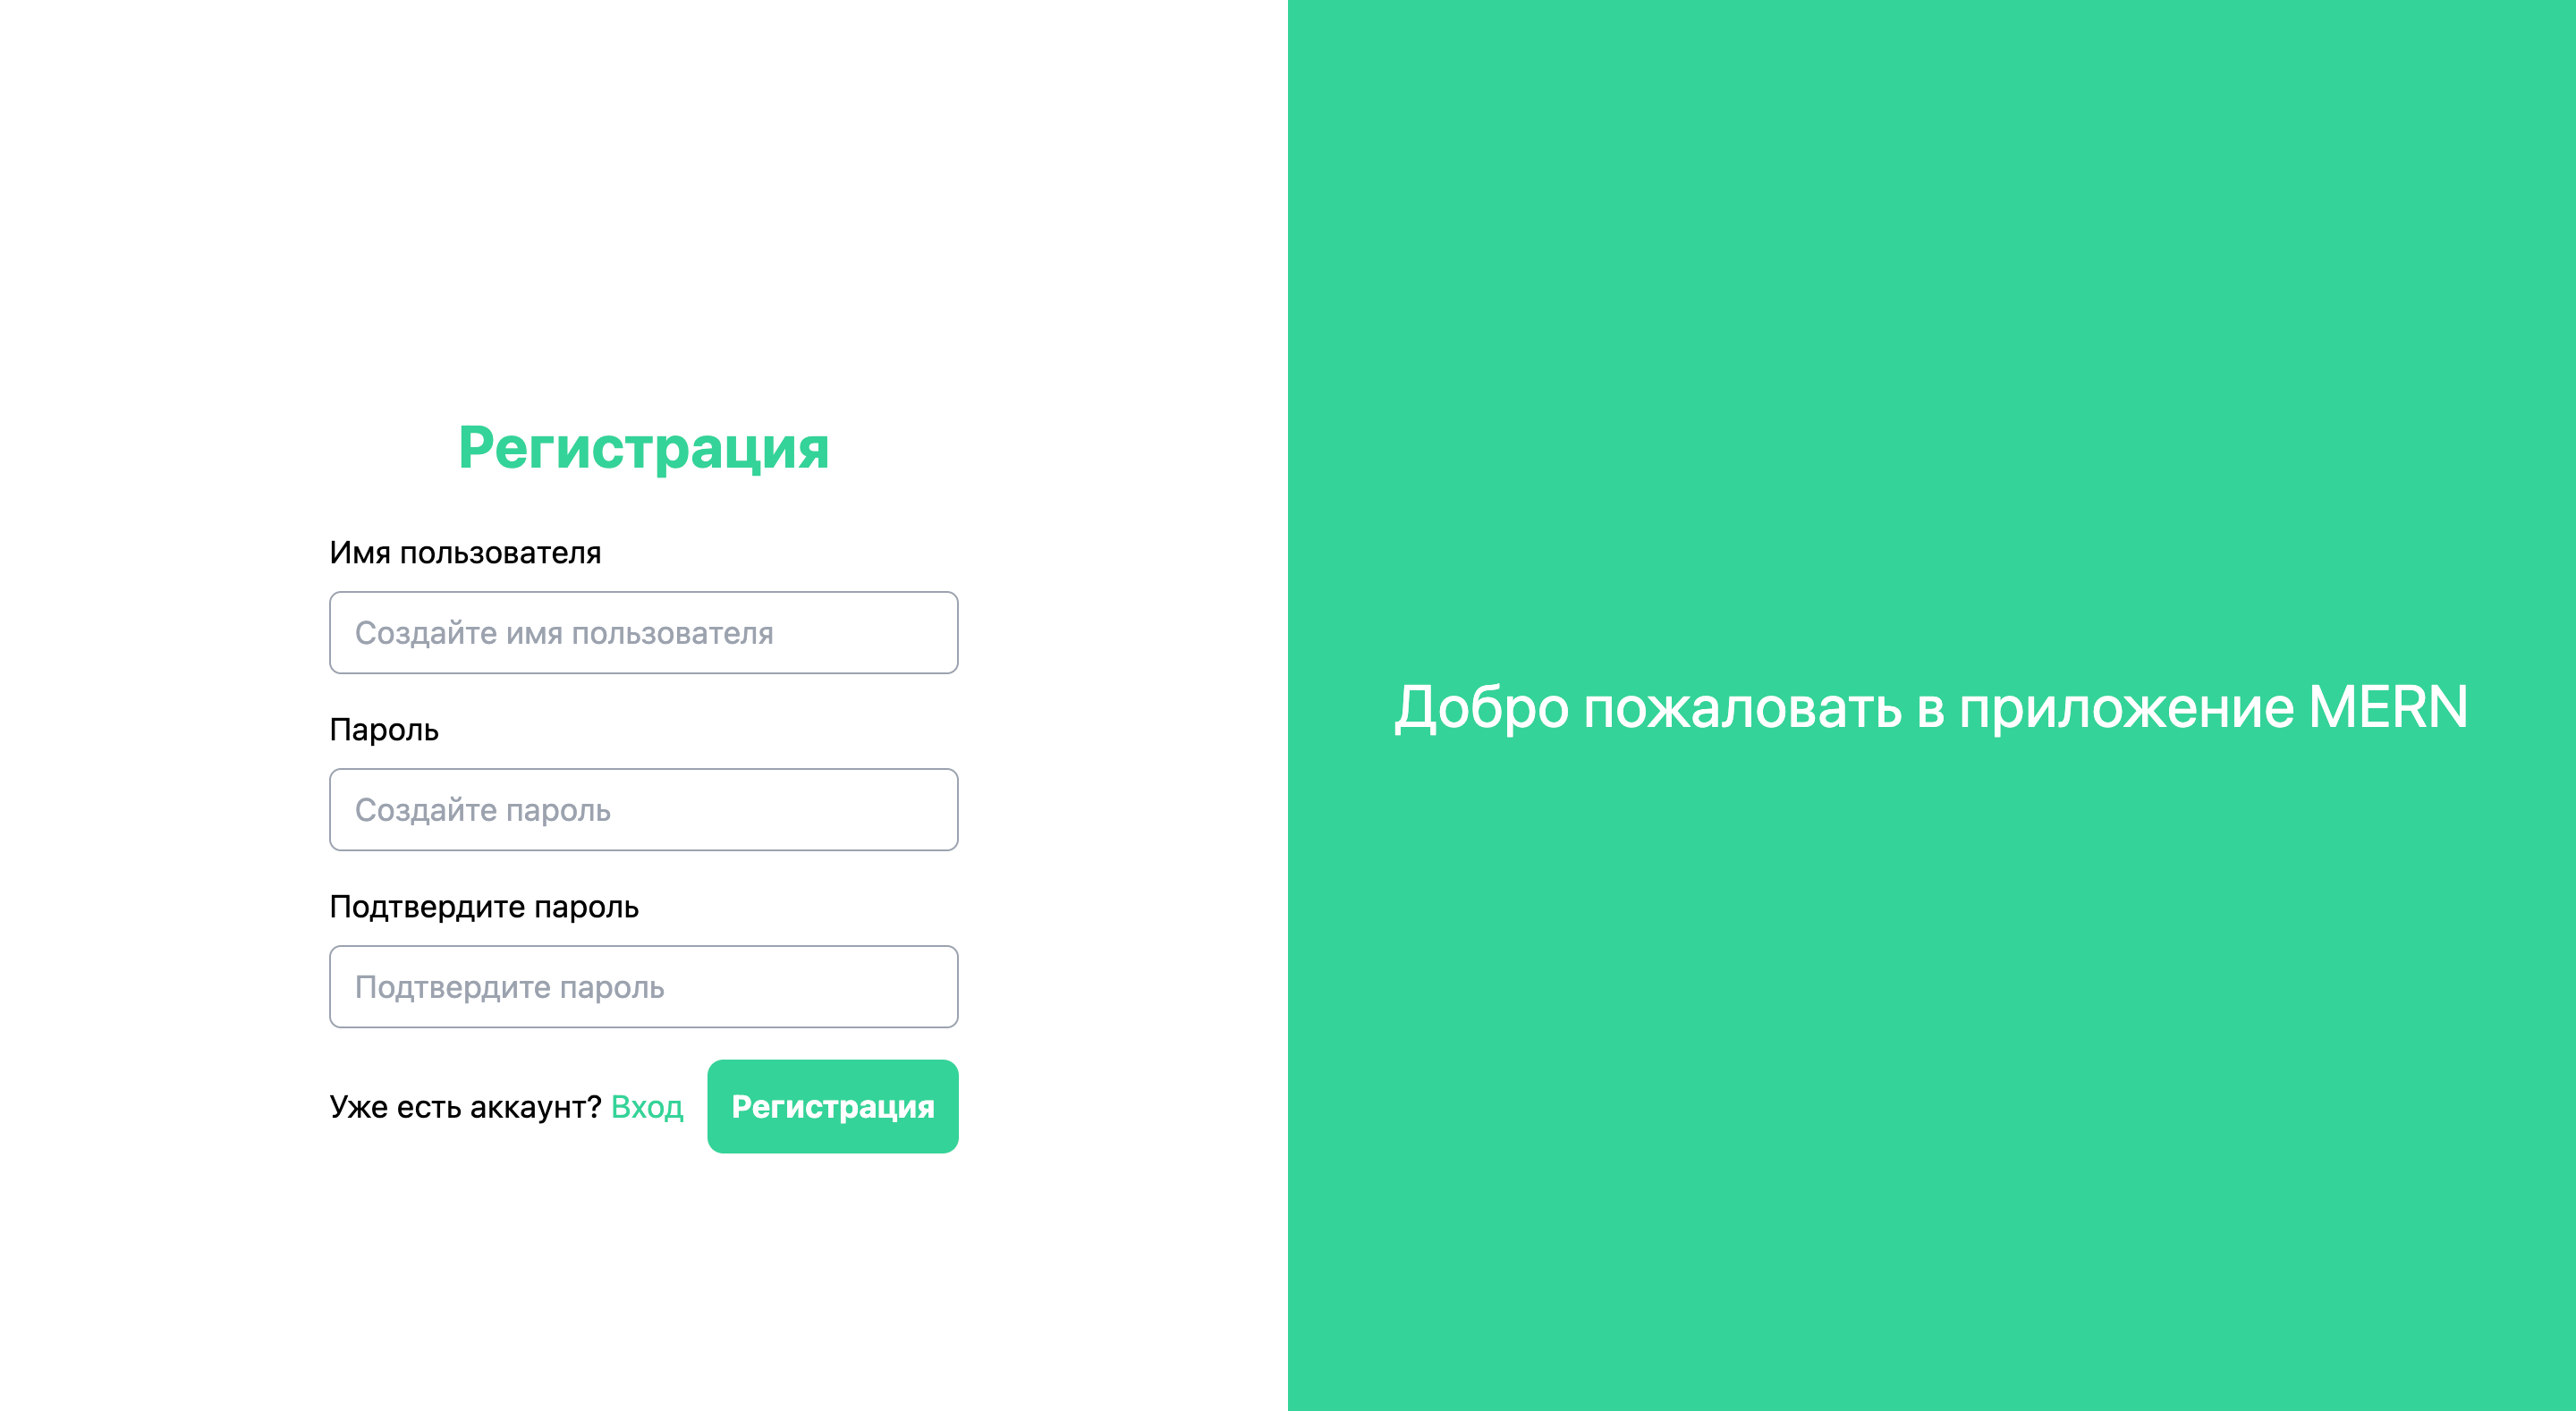 Регистрация
Имя пользователя
Создайте имя пользователя
Пароль
Создайте пароль
Подтвердите пароль
Подтвердите пароль
Уже есть аккаунт? Вход
Регистрация
Добро пожаловать в приложение MERN